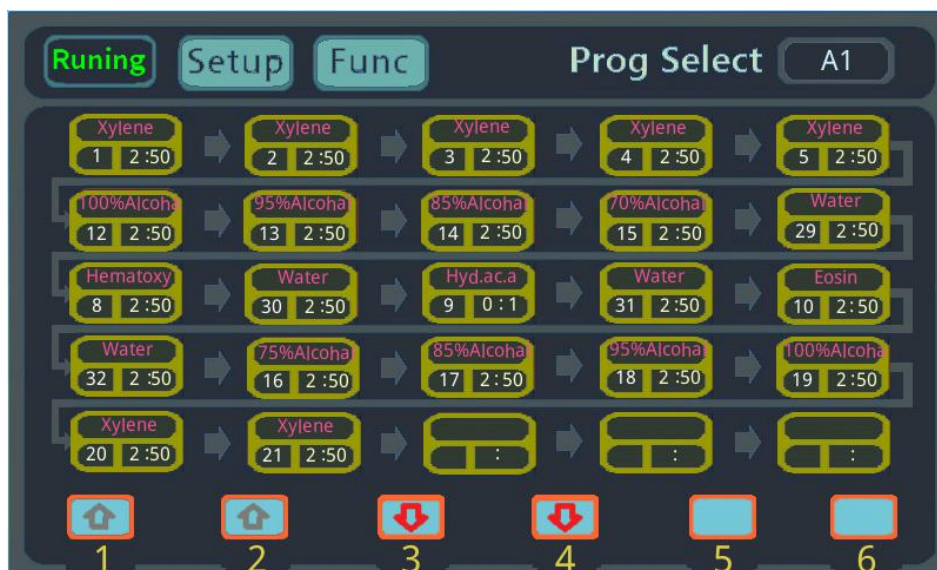 Runing Setup Func Prog Select A1
Xylene Xylene Xylene Xylene Xylene
1 2:50 2 2:50 3 2:50 4 2:50 5 2:50
100%Alcoha 95%Alcoha 85%Alcoha 70%Alcoha Water
12 2:50 13 2:50 14 2:50 15 2:50 29 2:50
Hematoxy Water Hyd.ac.a Water Eosin
8 2:50 30 2:50 9 0:1 31 2:50 10 2:50
Water 75%Alcoha 85%Alcoha 95%Alcoha 100%Alcoha
32 2:50 16 2:50 17 2:50 18 2:50 19 2:50
Xylene Xylene
20 2:50 21 2:50 : : :
1 2 3 4 5 6